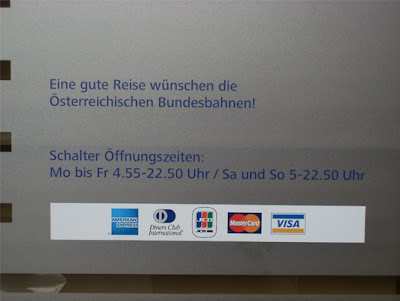 Eine gute Reise wünschen die
Österreichischen Bundesbahnen!
Schalter Öffnungszeiten:
Mo bis Fr 4.55-22.50 Uhr / Sa und So 5-22.50 Uhr
AMERICAN EXPRESS
Diners Club International
JCB
MasterCard
VISA